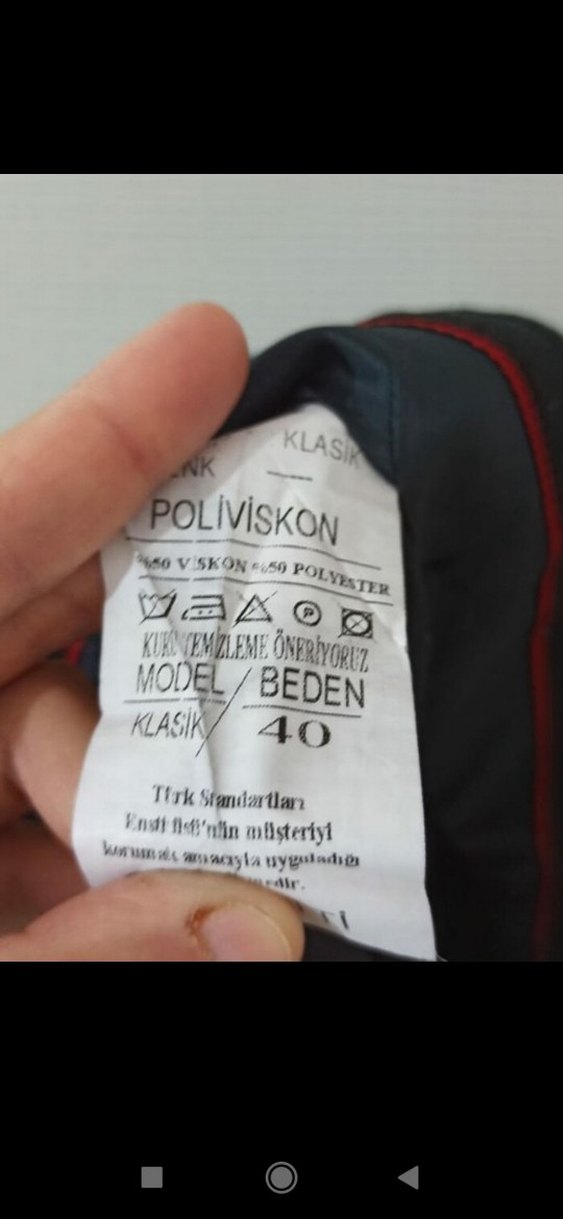 KLASİK
POLİVİSKON
%50 VİSKON %50 POLYESTER
KURU TEMİZLEME ÖNERİYORUZ
MODEL / BEDEN
KLASİK / 40
Türk Standartları
Enstitüsü'nün müşteriyi
korumak amacıyla uyguladığı